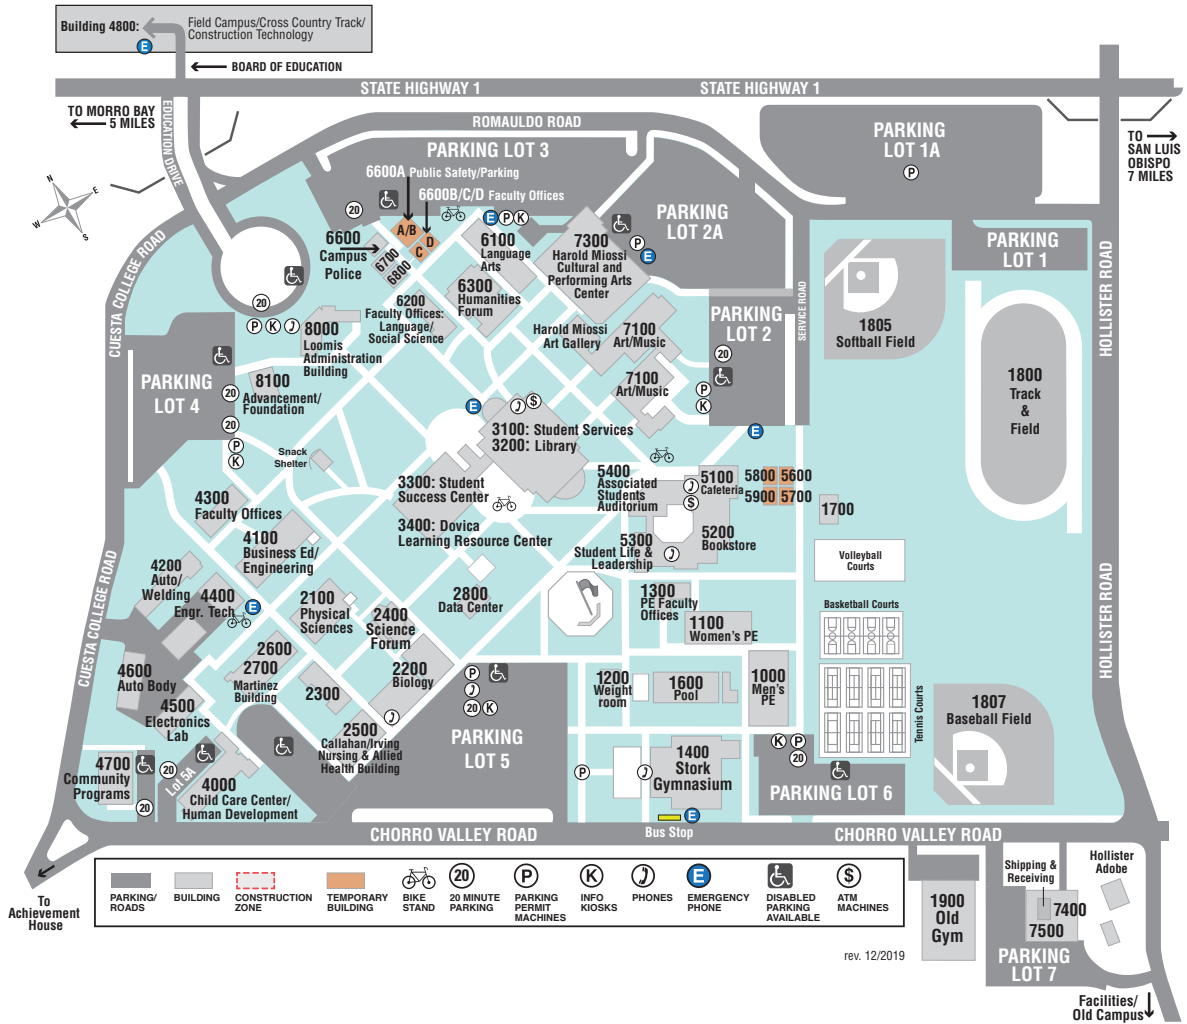 Building 4800:
Field Campus/Cross Country Track/
Construction Technology
E
BOARD OF EDUCATION
STATE HIGHWAY 1
STATE HIGHWAY 1
TO MORRO BAY
5 MILES
EDUCATION DRIVE
ROMAULDO ROAD
PARKING
LOT 1A
P
TO
SAN LUIS
OBISPO
7 MILES
N
E
W
S
PARKING LOT 3
6600A Public Safety/Parking
6600B/C/D Faculty Offices
20
A/B
D
C
E
P
K
6600
Campus
Police
6700
6800
6100
Language
Arts
7300
Harold Miossi
Cultural and
Performing Arts
Center
P
E
PARKING
LOT 2A
PARKING
LOT 1
HOLLISTER ROAD
CUESTA COLLEGE ROAD
20
P
K
8000
Loomis
Administration
Building
6200
Faculty Offices:
Language/
Social Science
6300
Humanities
Forum
Harold Miossi
Art Gallery
7100
Art/Music
PARKING
LOT 2
20
SERVICE ROAD
1805
Softball Field
7100
Art/Music
P
K
1800
Track
&
Field
PARKING
LOT 4
8100
Advancement/
Foundation
20
20
P
K
E
$
3100: Student Services
3200: Library
E
Snack
Shelter
3300: Student
Success Center
3400: Dovica
Learning Resource Center
5400
Associated
Students
Auditorium
5100
Cafeteria
$
5800
5600
5900
5700
1700
5200
Bookstore
5300
Student Life &
Leadership
Volleyball
Courts
4300
Faculty Offices
4100
Business Ed/
Engineering
4200
Auto/
Welding
4400
Engr. Tech
E
2100
Physical
Sciences
2400
Science
Forum
2800
Data Center
1300
PE Faculty
Offices
1100
Women's PE
Basketball Courts
CUESTA COLLEGE ROAD
HOLLISTER ROAD
2600
2700
Martinez
Building
2200
Biology
2300
4600
Auto Body
4500
Electronics
Lab
P
20
K
1200
Weight
room
1600
Pool
1000
Men's
PE
Tennis Courts
1807
Baseball Field
2500
Callahan/Irving
Nursing & Allied
Health Building
PARKING
LOT 5
K
P
20
4700
Community
Programs
20
20
Lot 5A
4000
Child Care Center/
Human Development
P
1400
Stork
Gymnasium
E
PARKING LOT 6
CHORRO VALLEY ROAD
Bus Stop
CHORRO VALLEY ROAD
To
Achievement
House
20
P
K
E
$
PARKING/
ROADS
BUILDING
CONSTRUCTION
ZONE
TEMPORARY
BUILDING
BIKE
STAND
20 MINUTE
PARKING
PARKING
PERMIT
MACHINES
INFO
KIOSKS
PHONES
EMERGENCY
PHONE
DISABLED
PARKING
AVAILABLE
ATM
MACHINES
rev. 12/2019
1900
Old
Gym
Shipping &
Receiving
Hollister
Adobe
7400
7500
PARKING
LOT 7
Facilities/
Old Campus